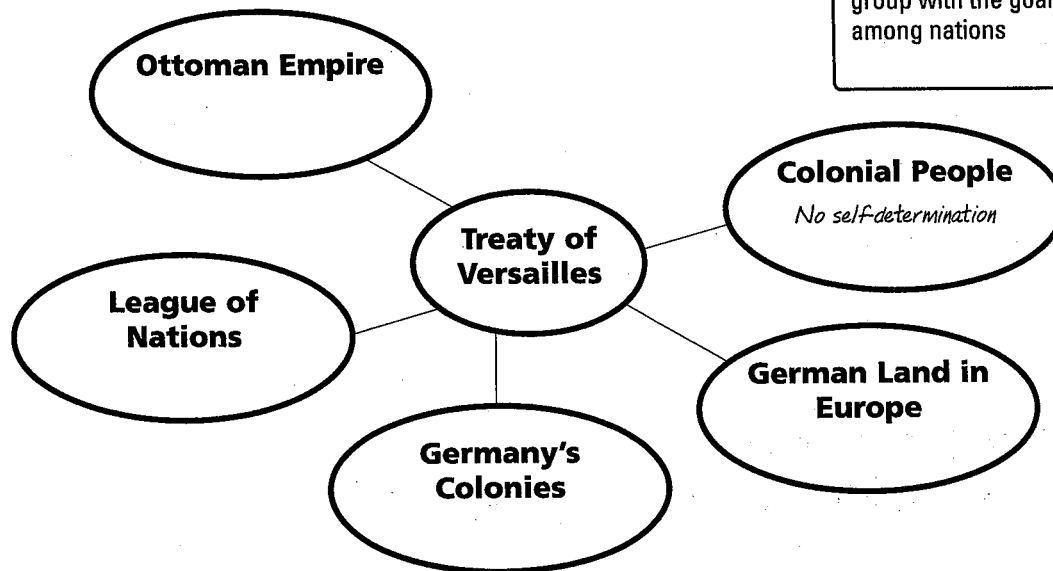 group with the goal
among nations
Ottoman Empire
Colonial People
No self-determination
Treaty of
Versailles
League of
Nations
German Land in
Europe
Germany's
Colonies